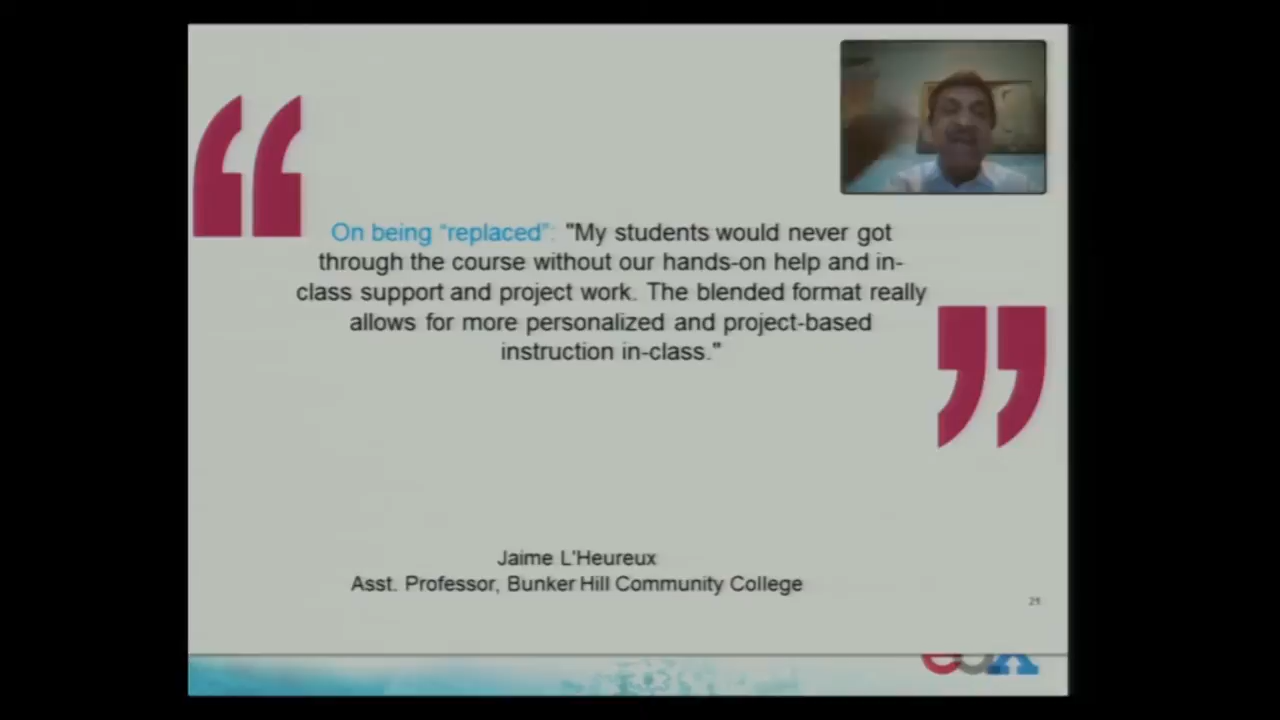 On being “replaced”: "My students would never got
through the course without our hands-on help and in-
class support and project work. The blended format really
allows for more personalized and project-based
instruction in-class."
Jaime L'Heureux
Asst. Professor, Bunker Hill Community College
21
edX